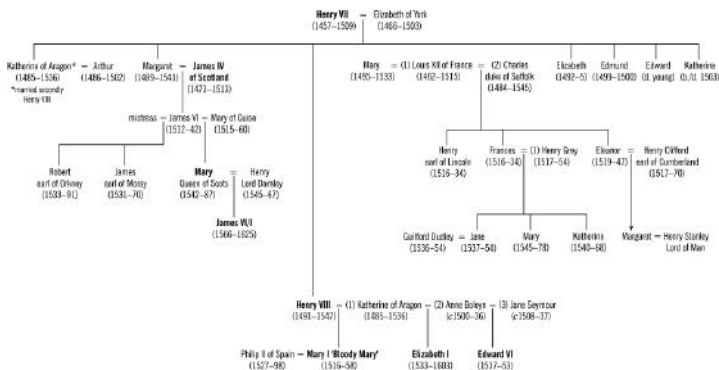 Henry VII = Elizabeth of York
(1457–1509) (1466–1503)
Katherine of Aragon* = Arthur
(1485–1536) (1486–1502)
*married secondly
Henry VIII
Margaret = James IV
of Scotland
(1489–1541) (1473–1513)
Mary = (1) Louis XII of France = (2) Charles
duke of Suffolk
(1495–1533) (1462–1515) (1484–1545)
Elizabeth
(1492–5)
Edmund
(1499–1500)
Edward
(d. young)
Katherine
(b./d. 1503)
mistress = James VI = Mary of Guise
(1512–42) (1515–60)
Robert
earl of Orkney
(1533–91)
James
earl of Moray
(1531–70)
Mary = Henry
Queen of Scots Lord Darnley
(1542–87) (1545–67)
James VI/I
(1566–1625)
Henry
earl of Lincoln
(1516–34)
Frances = (1) Henry Grey
(1516–34) (1517–54)
Eleanor = Henry Clifford
earl of Cumberland
(1519–47) (1517–70)
Guilford Dudley = Jane
(1536–54) (1537–54)
Mary
(1545–78)
Katherine
(1540–68)
Margaret = Henry Stanley
Lord of Man
Henry VIII = (1) Katherine of Aragon = (2) Anne Boleyn = (3) Jane Seymour
(1491–1547) (1485–1536) (c1500–36) (c1508–37)
Philip II of Spain = Mary I 'Bloody Mary'
(1527–98) (1516–58)
Elizabeth I
(1533–1603)
Edward VI
(1537–53)